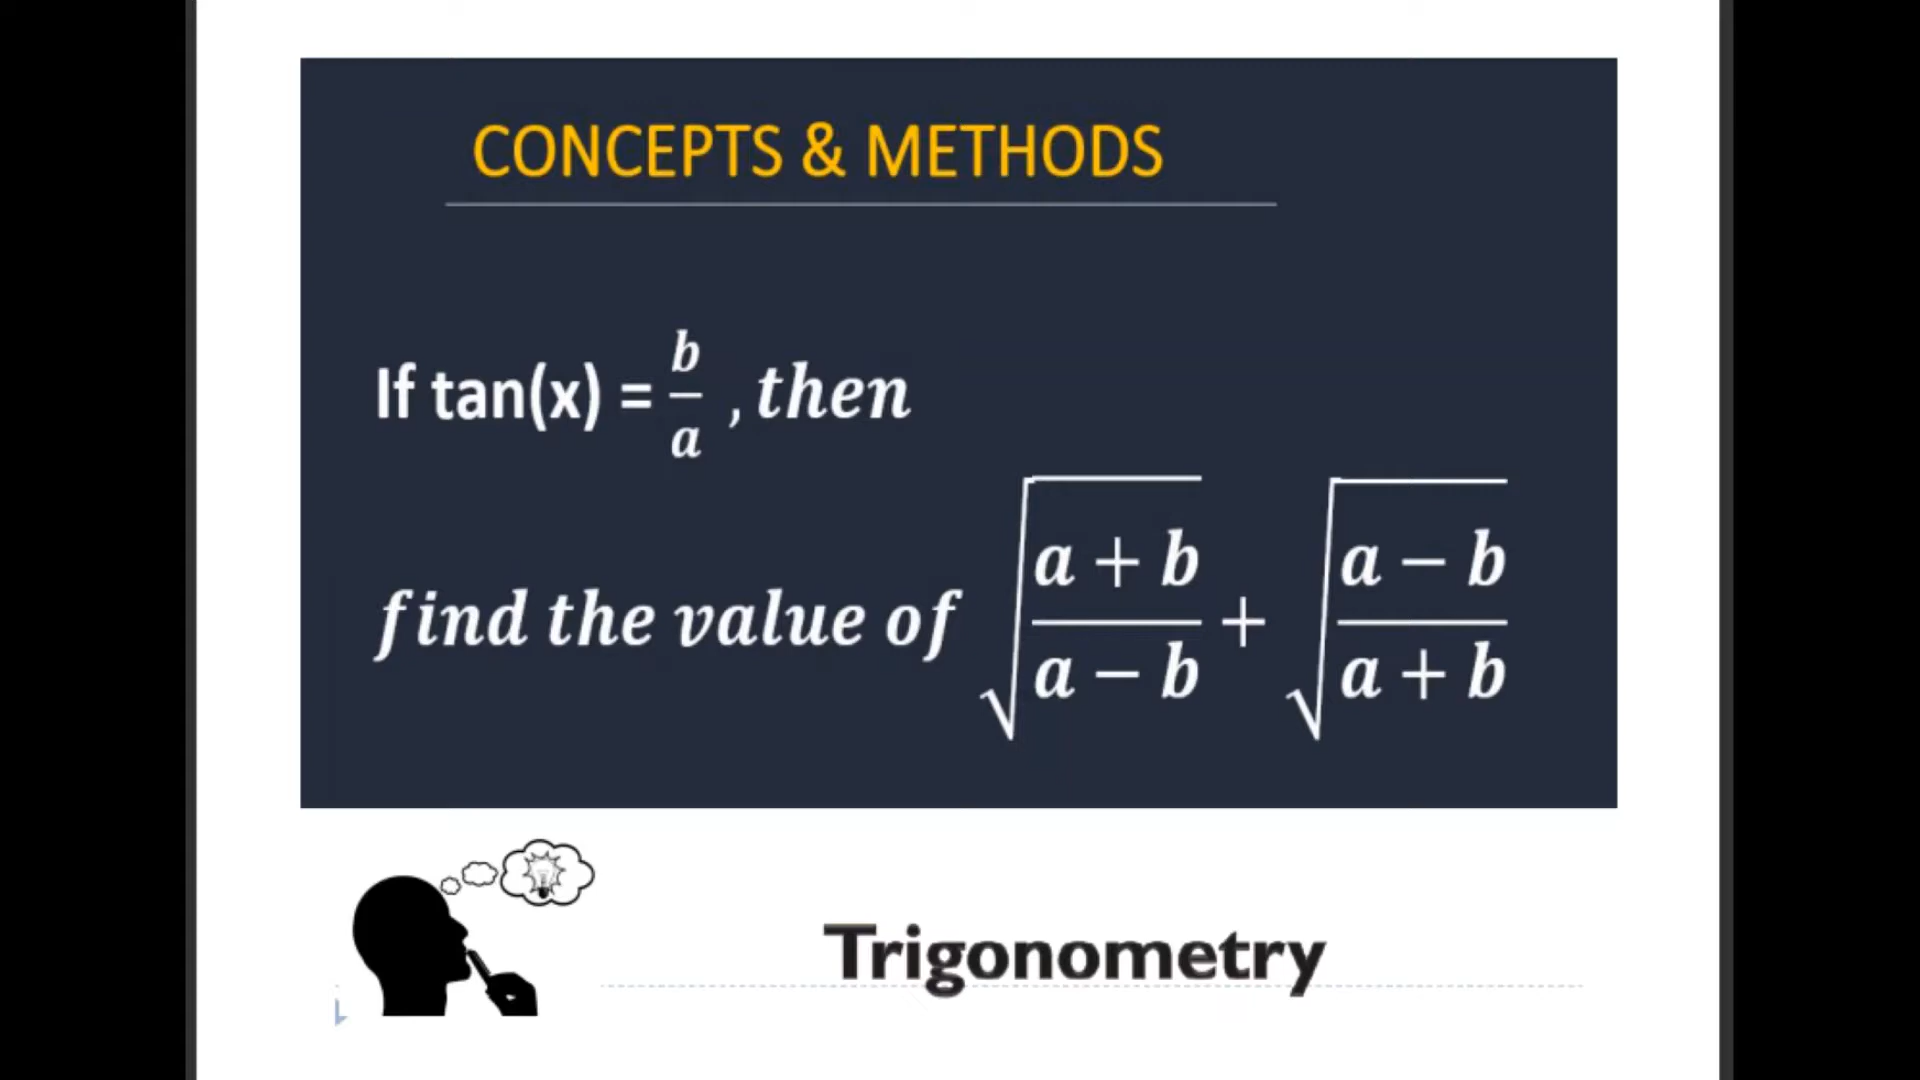 CONCEPTS & METHODS
If tan(x) = b/a , then
find the value of √((a + b)/(a − b)) + √((a − b)/(a + b))
Trigonometry